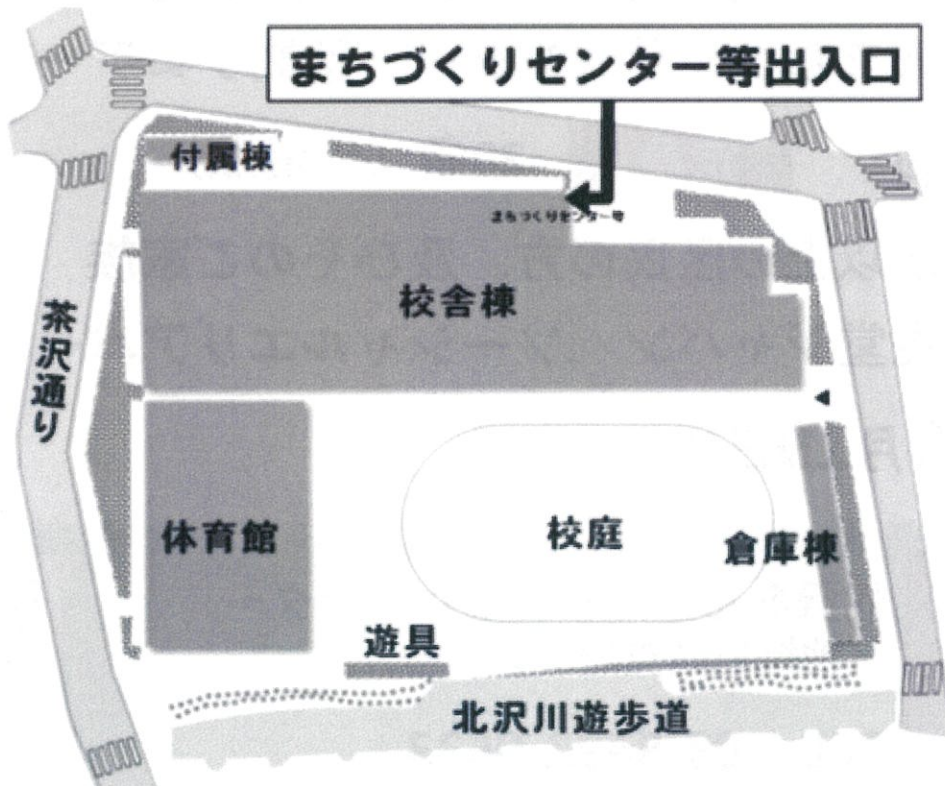 まちづくりセンター等出入口
付属棟
まちづくりセンター等
校舎棟
茶沢通り
体育館
校庭
倉庫棟
遊具
北沢川遊歩道